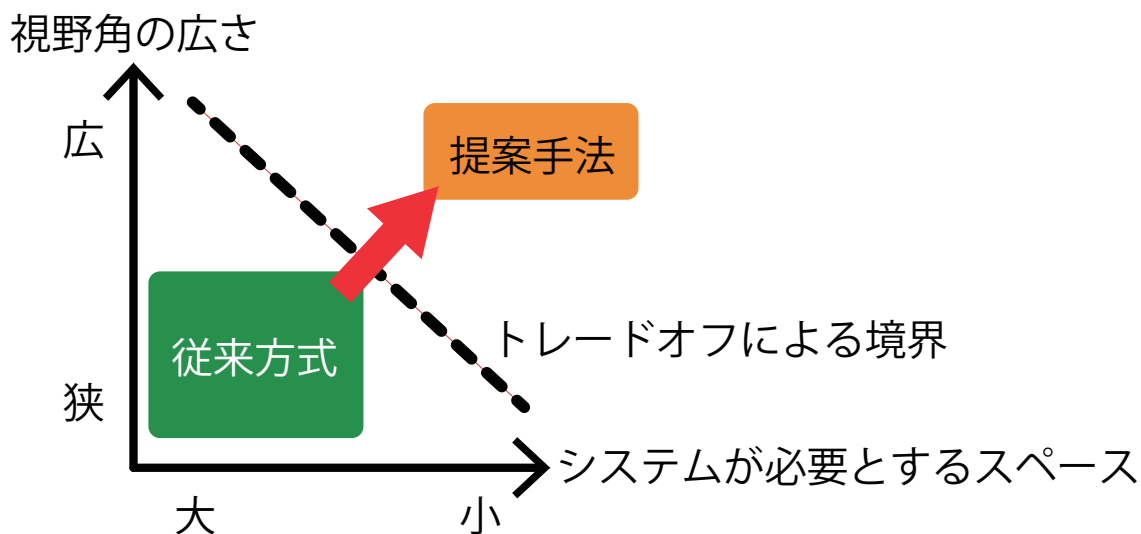 視野角の広さ
広
提案手法
トレードオフによる境界
従来方式
狭
システムが必要とするスペース
大
小